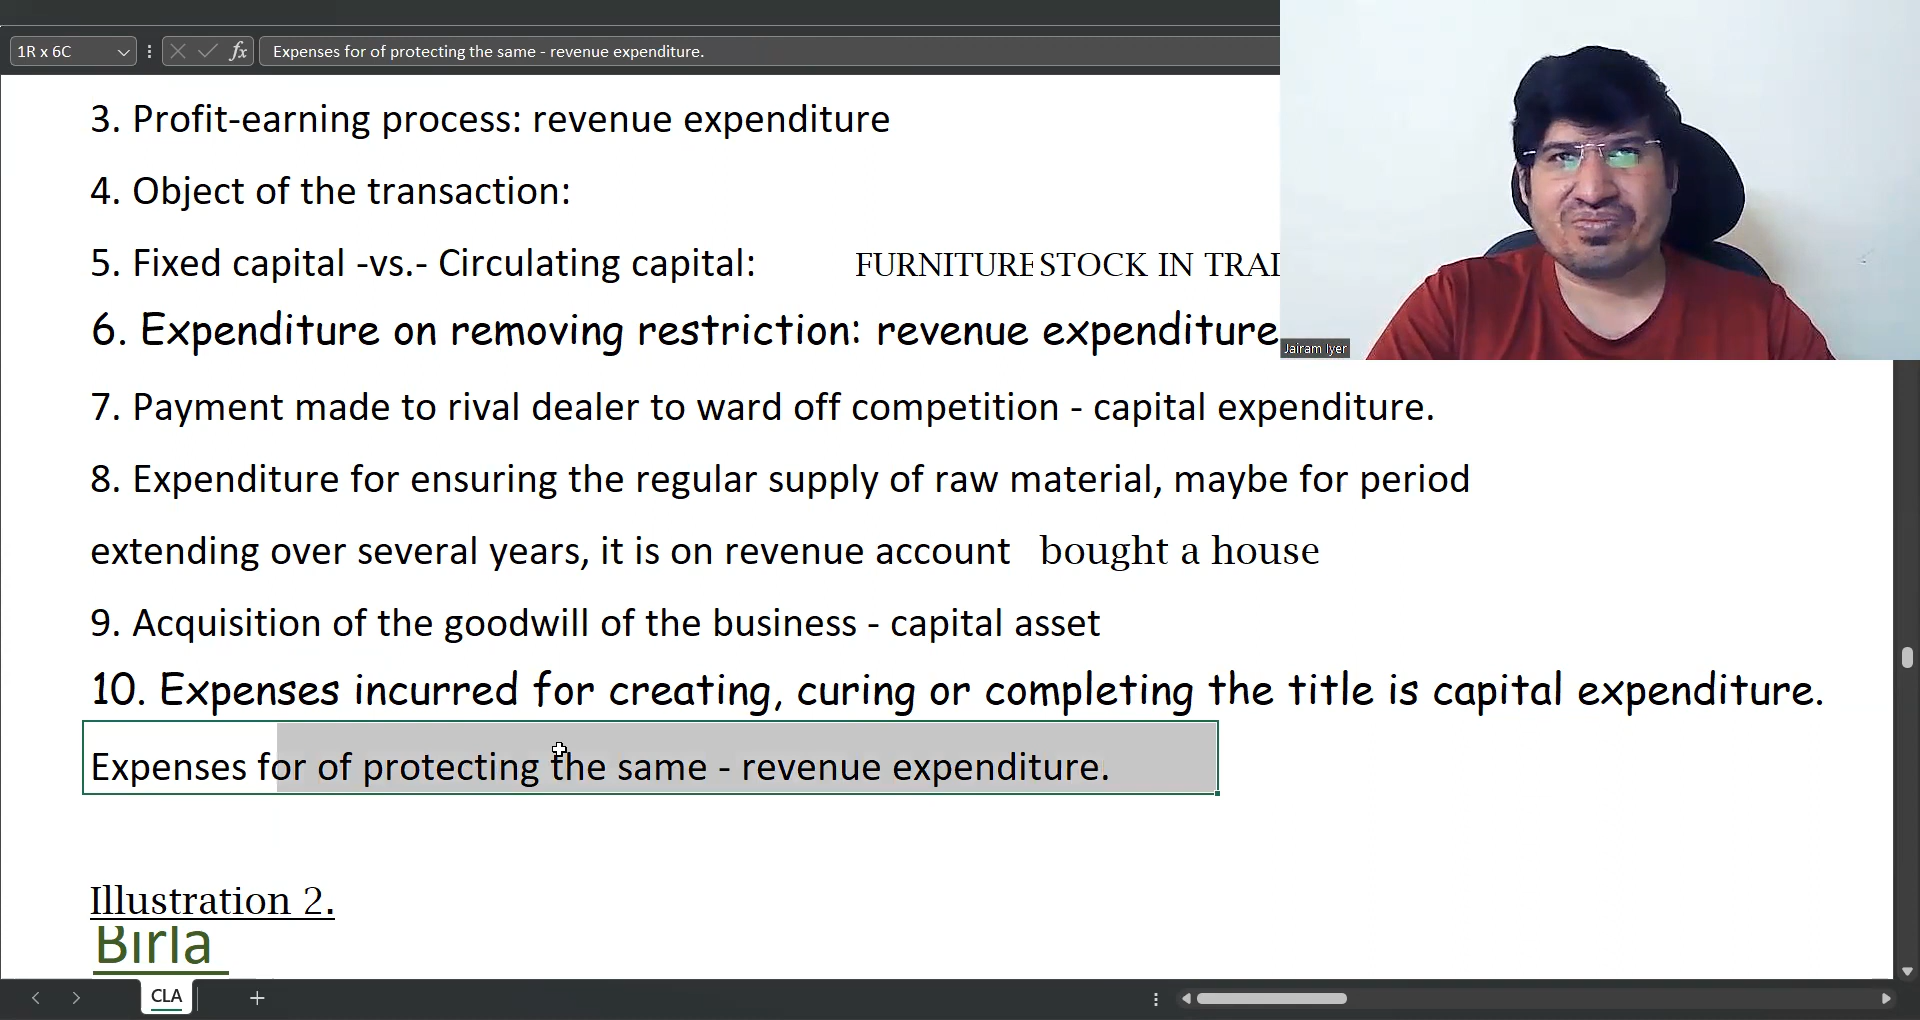 1R x 6C
fx
Expenses for of protecting the same - revenue expenditure.
3. Profit-earning process: revenue expenditure
4. Object of the transaction:
5. Fixed capital -vs.- Circulating capital: FURNITURE STOCK IN TRAD
6. Expenditure on removing restriction: revenue expenditure
Jairam Iyer
7. Payment made to rival dealer to ward off competition - capital expenditure.
8. Expenditure for ensuring the regular supply of raw material, maybe for period
extending over several years, it is on revenue account bought a house
9. Acquisition of the goodwill of the business - capital asset
10. Expenses incurred for creating, curing or completing the title is capital expenditure.
Expenses for of protecting the same - revenue expenditure.
Illustration 2.
Birla
CLA